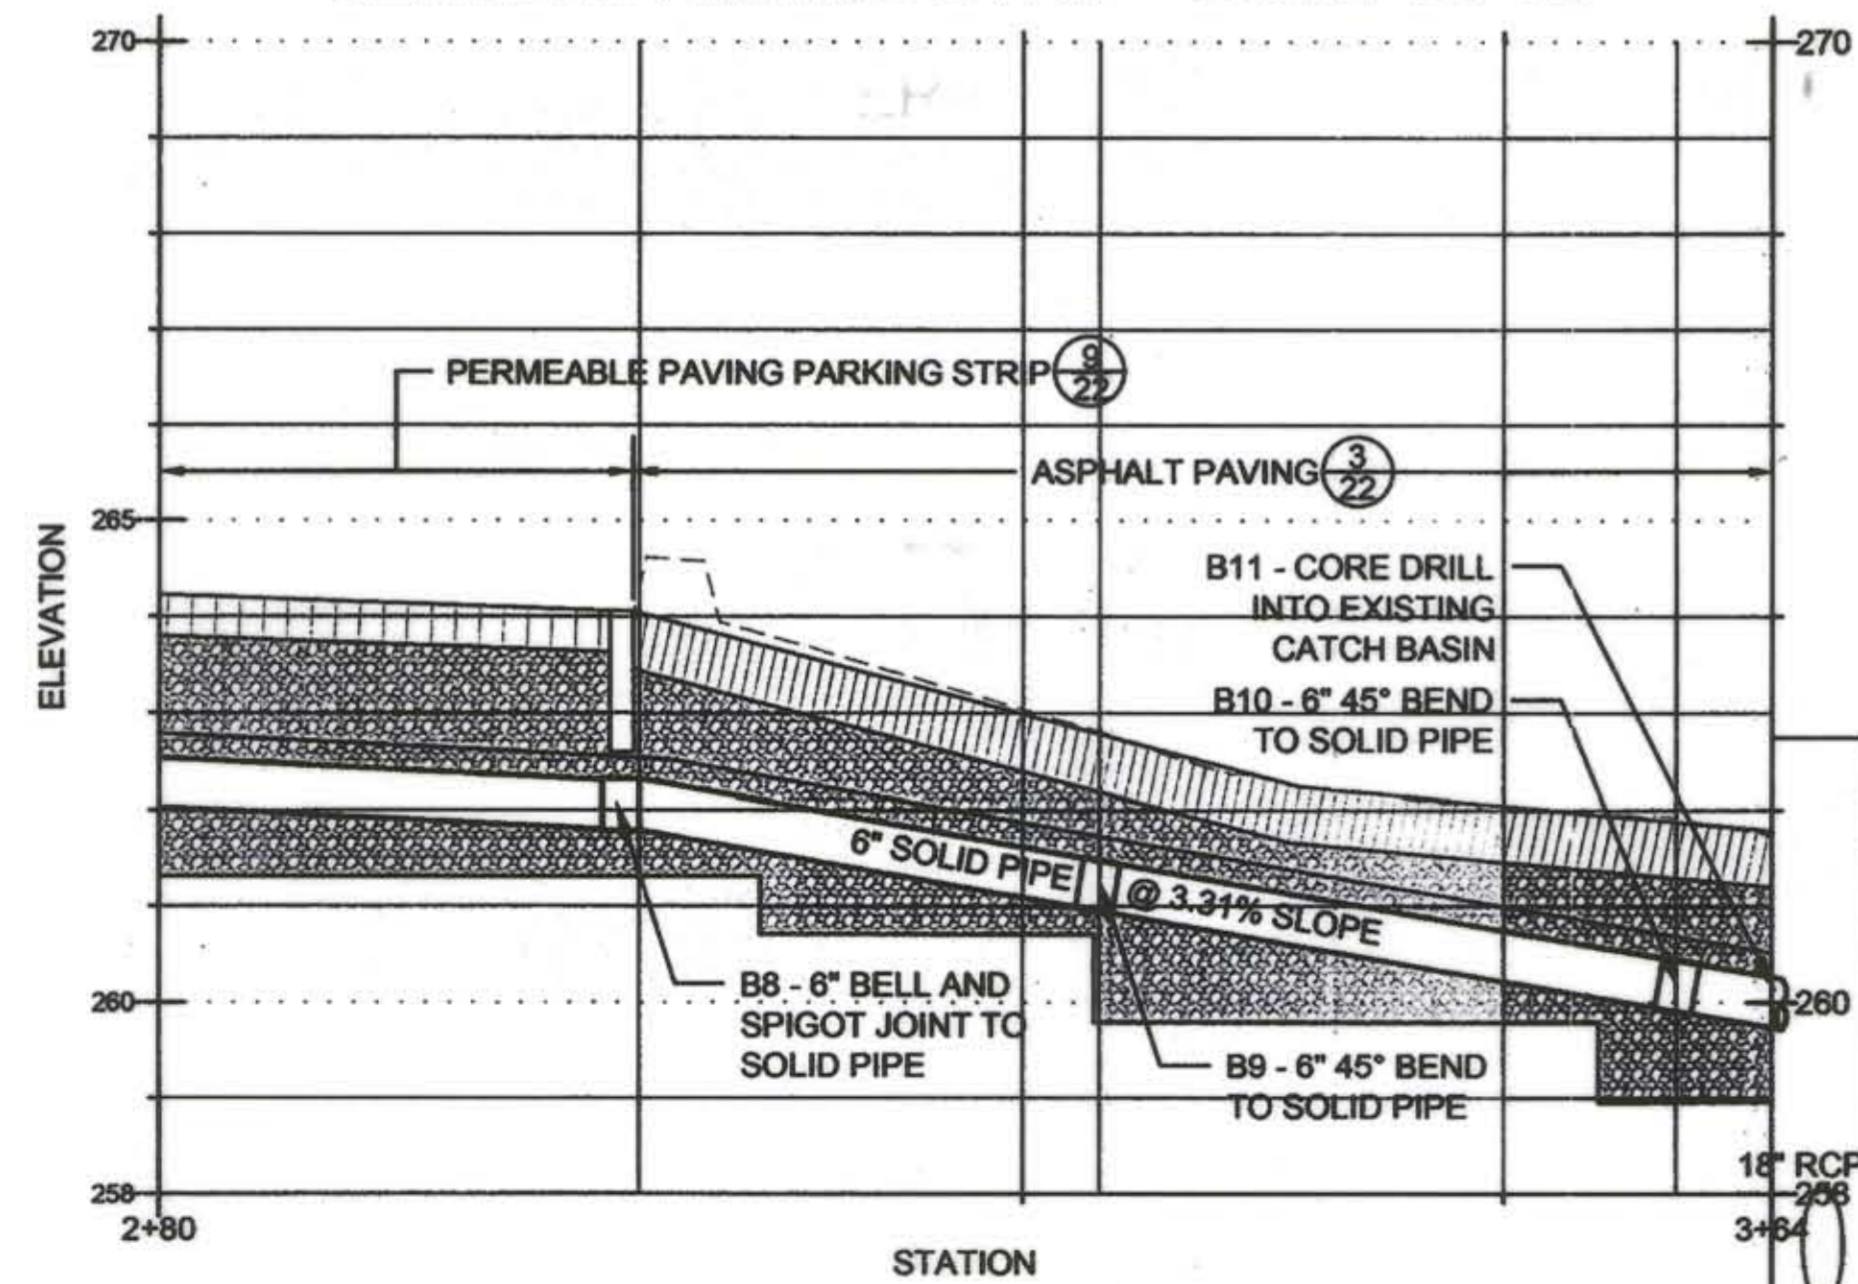 270
270
PERMEABLE PAVING PARKING STRIP 9
22
ASPHALT PAVING 3
22
265
ELEVATION
B11 - CORE DRILL
INTO EXISTING
CATCH BASIN
B10 - 6" 45° BEND
TO SOLID PIPE
6" SOLID PIPE @ 3.31% SLOPE
B8 - 6" BELL AND
SPIGOT JOINT TO
SOLID PIPE
260
260
B9 - 6" 45° BEND
TO SOLID PIPE
18" RCP
258
258
2+80
3+64
STATION